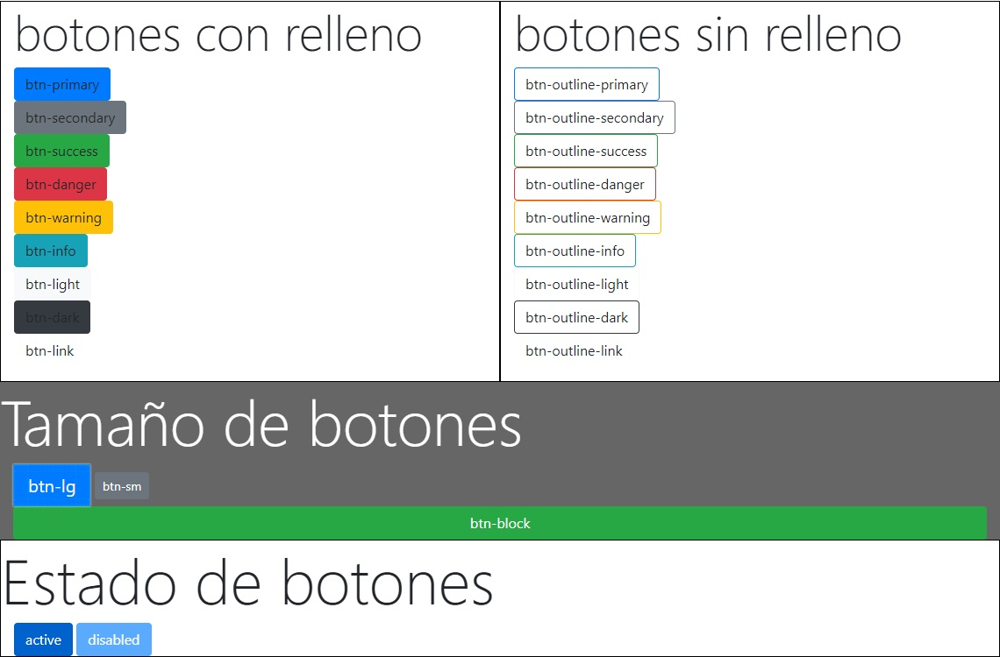 botones con relleno
btn-primary
btn-secondary
btn-success
btn-danger
btn-warning
btn-info
btn-light
btn-dark
btn-link
botones sin relleno
btn-outline-primary
btn-outline-secondary
btn-outline-success
btn-outline-danger
btn-outline-warning
btn-outline-info
btn-outline-light
btn-outline-dark
btn-outline-link
Tamaño de botones
btn-lg btn-sm
btn-block
Estado de botones
active disabled